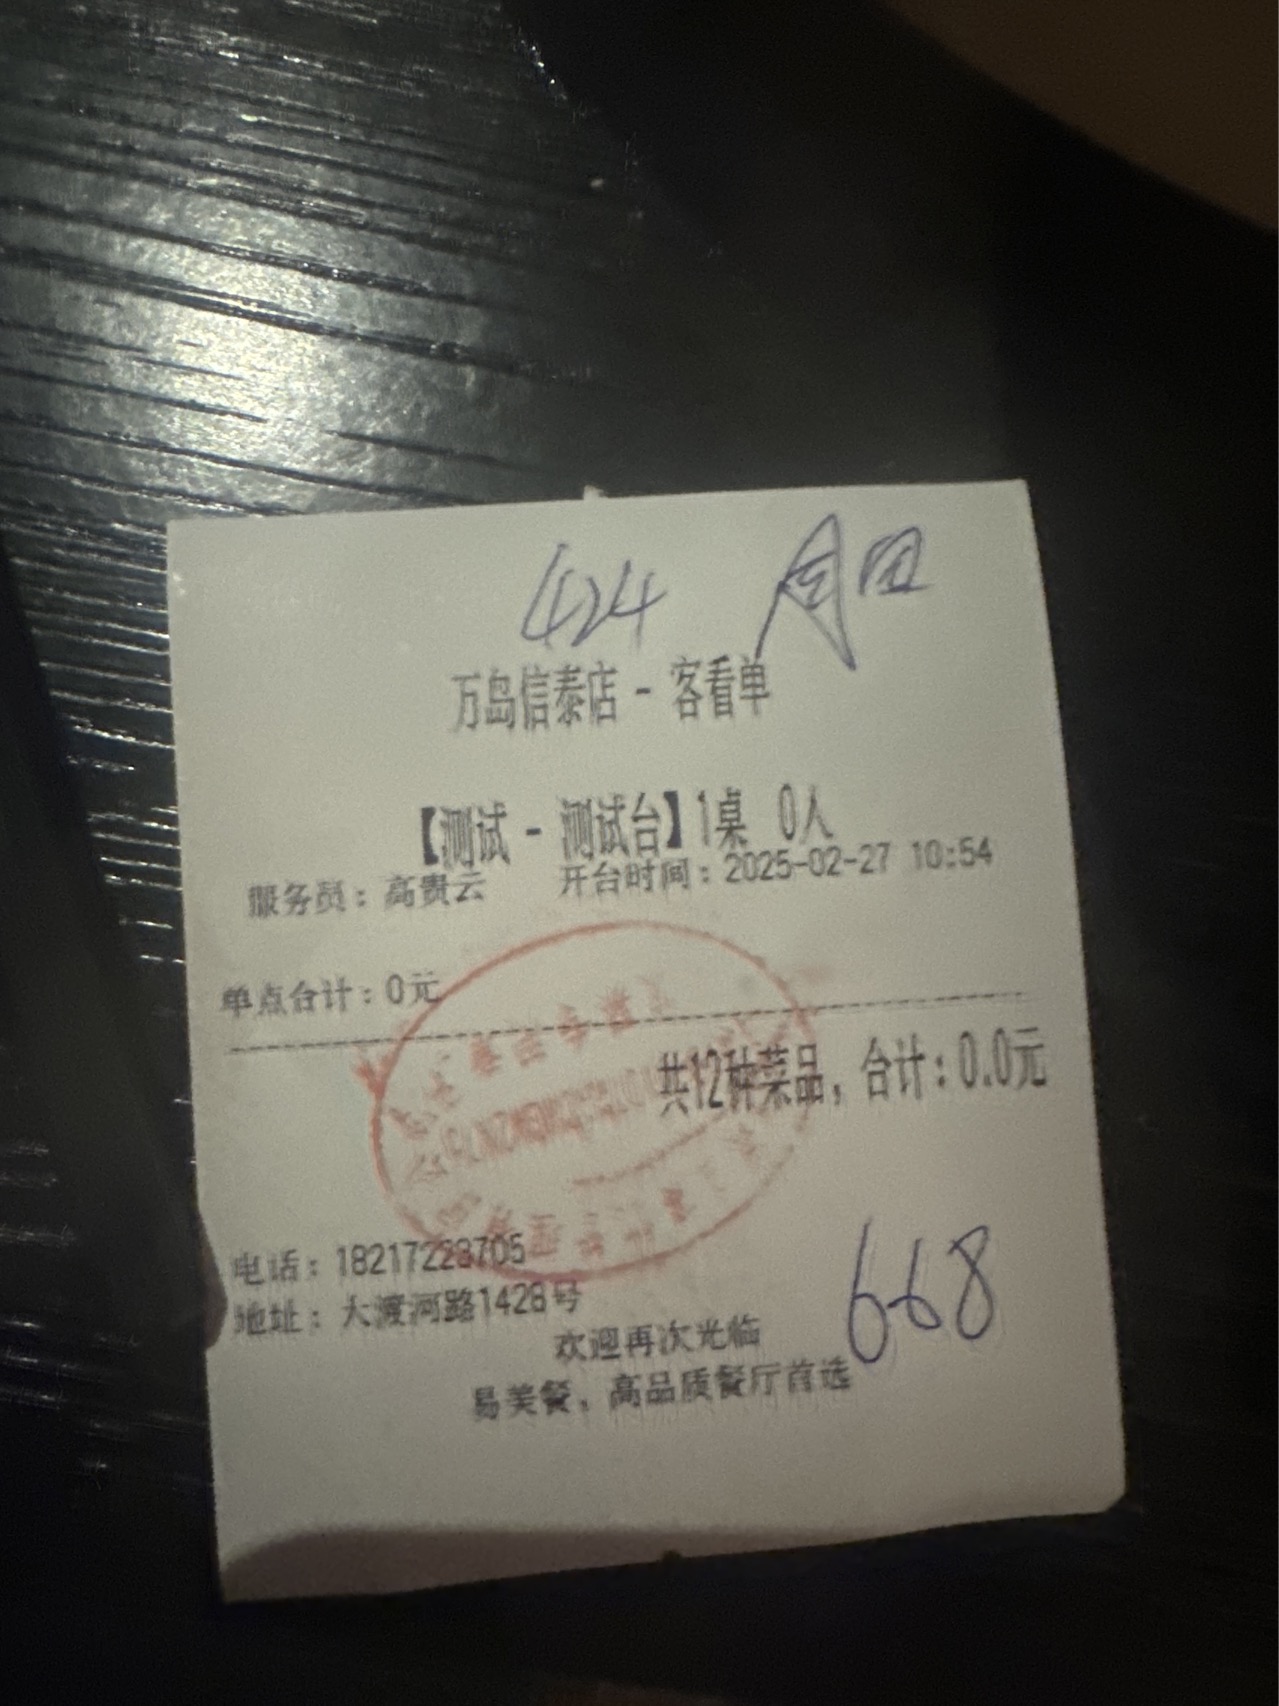 424
万岛信泰店 - 客看单
【测试 - 测试台】1桌 0人
服务员：高贵云 开台时间：2025-02-27 10:54
单点合计：0元
共12种菜品，合计：0.0元
电话：18217223705
地址：大渡河路1428号
668
欢迎再次光临
易美餐，高品质餐厅首选